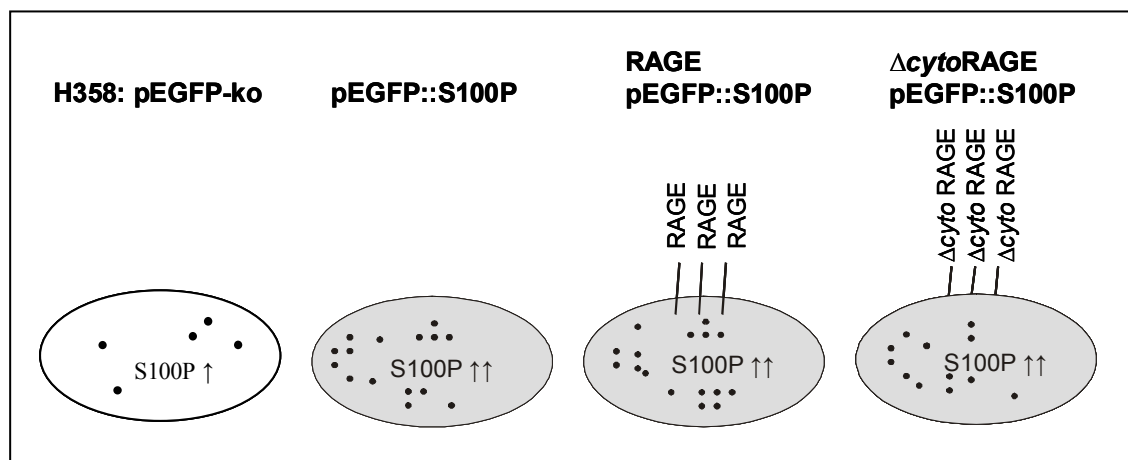 H358: pEGFP-ko
pEGFP::S100P
RAGE
pEGFP::S100P
ΔcytoRAGE
pEGFP::S100P
RAGE
RAGE
RAGE
Δcyto RAGE
Δcyto RAGE
Δcyto RAGE
S100P ↑
S100P ↑↑
S100P ↑↑
S100P ↑↑